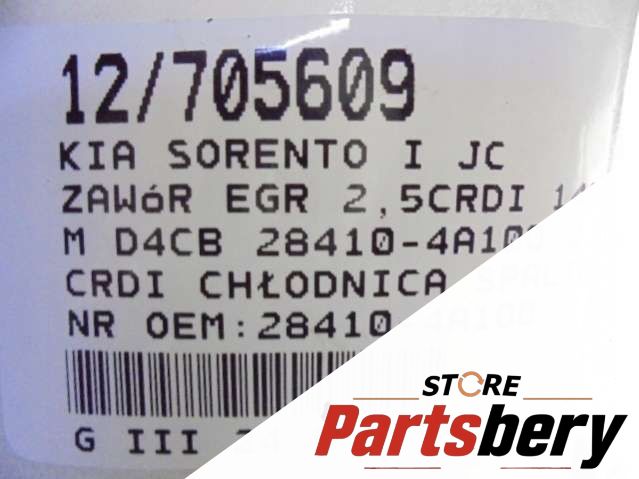 12/705609
KIA SORENTO I JC
ZAWóR EGR 2,5CRDI
M D4CB 28410-4A100
CRDI CHŁODNICA
NR OEM:28410-4A100
G III
STORE
Partsbery